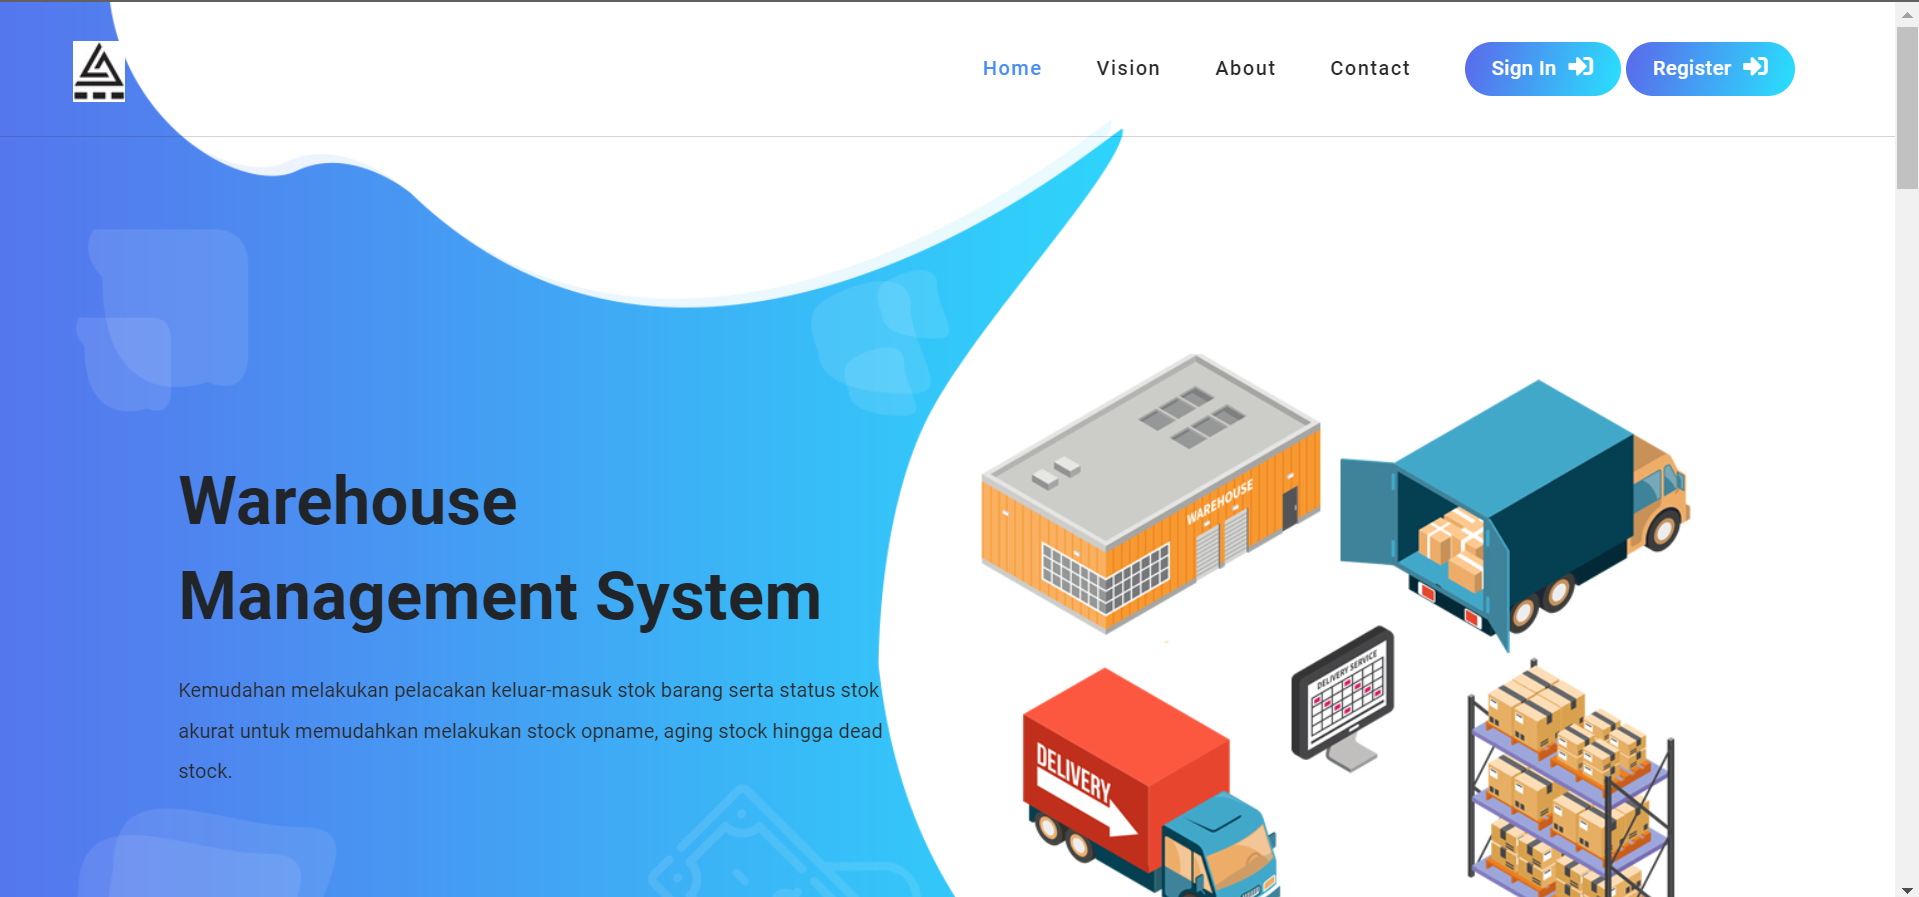 Home Vision About Contact Sign In Register
Warehouse
Management System
Kemudahan melakukan pelacakan keluar-masuk stok barang serta status stok
akurat untuk memudahkan melakukan stock opname, aging stock hingga dead
stock.
WAREHOUSE
DELIVERY SERVICE
DELIVERY